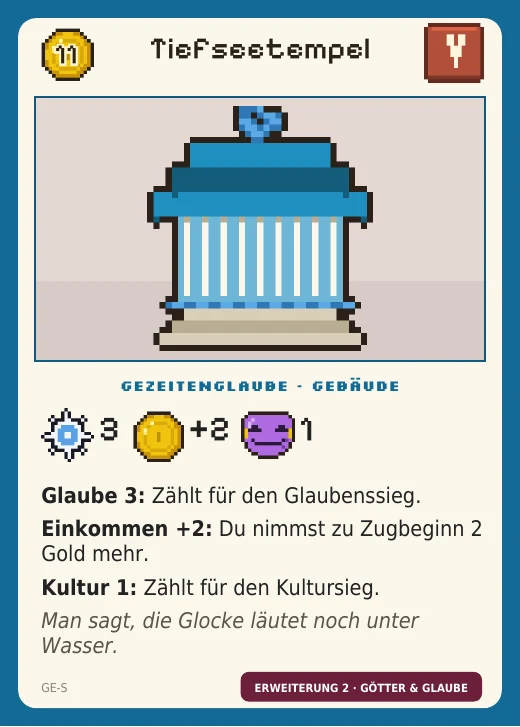 11
Tiefseetempel
GEZEITENGLAUBE - GEBÄUDE
3 +2 1
Glaube 3: Zählt für den Glaubenssieg.
Einkommen +2: Du nimmst zu Zugbeginn 2
Gold mehr.
Kultur 1: Zählt für den Kultursieg.
Man sagt, die Glocke läutet noch unter
Wasser.
GE-S
ERWEITERUNG 2 · GÖTTER & GLAUBE